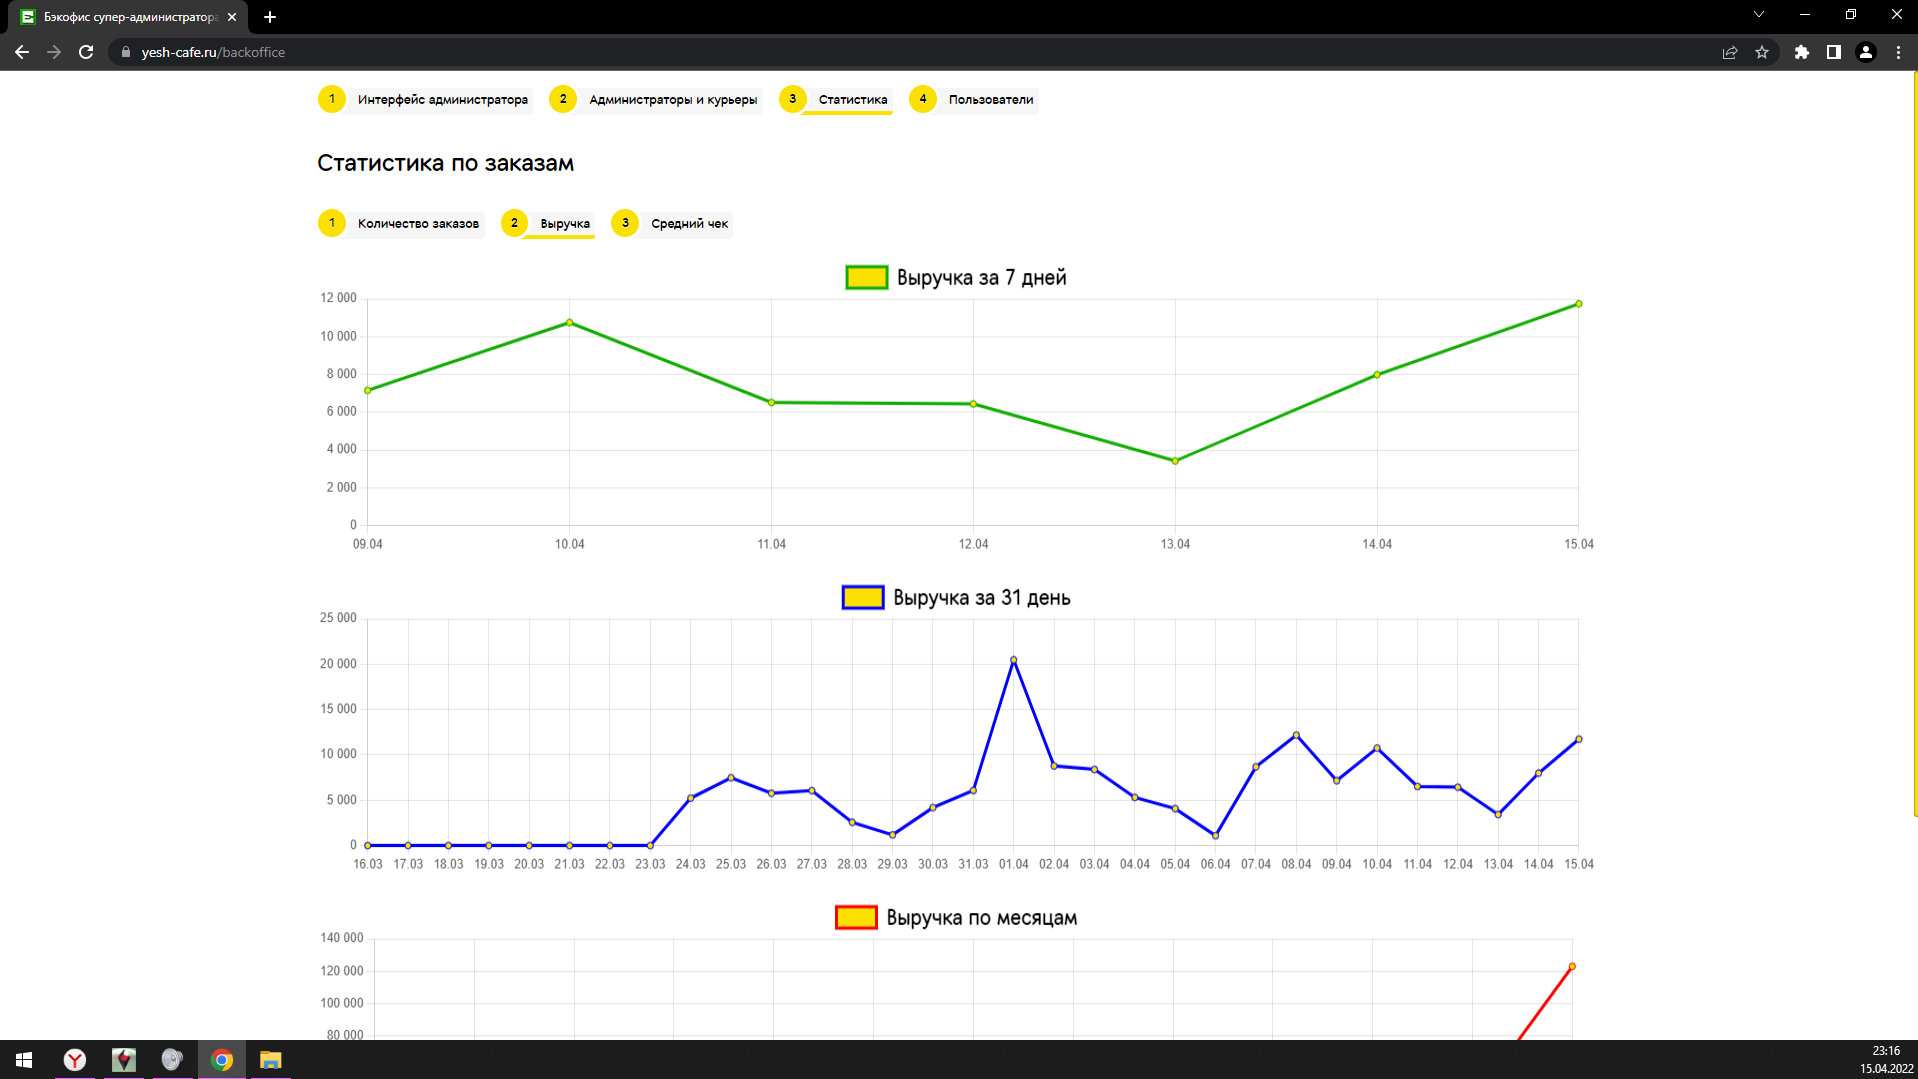 Бэкофис супер-администратора
yesh-cafe.ru/backoffice
1 Интерфейс администратора 2 Администраторы и курьеры 3 Статистика 4 Пользователи
Статистика по заказам
1 Количество заказов 2 Выручка 3 Средний чек
Выручка за 7 дней
12 000
10 000
8 000
6 000
4 000
2 000
0
09.04 10.04 11.04 12.04 13.04 14.04 15.04
Выручка за 31 день
25 000
20 000
15 000
10 000
5 000
0
16.03 17.03 18.03 19.03 20.03 21.03 22.03 23.03 24.03 25.03 26.03 27.03 28.03 29.03 30.03 31.03 01.04 02.04 03.04 04.04 05.04 06.04 07.04 08.04 09.04 10.04 11.04 12.04 13.04 14.04 15.04
Выручка по месяцам
140 000
120 000
100 000
80 000
23:16
15.04.2022